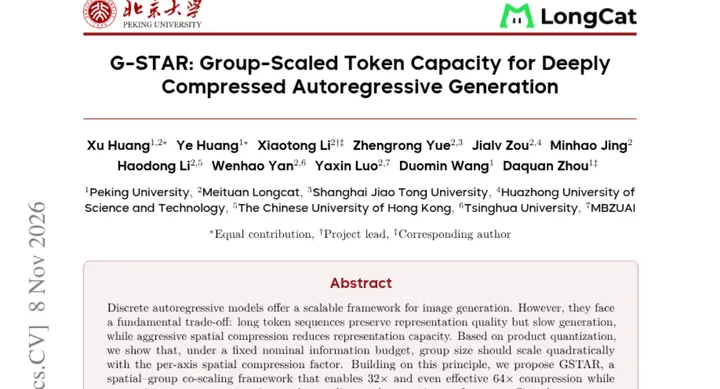 北京大学
PEKING UNIVERSITY
LongCat
G-STAR: Group-Scaled Token Capacity for Deeply
Compressed Autoregressive Generation
Xu Huang1,2* Ye Huang1* Xiaotong Li2†‡ Zhengrong Yue2,3 Jialv Zou2,4 Minhao Jing2
Haodong Li2,5 Wenhao Yan2,6 Yaxin Luo2,7 Duomin Wang1 Daquan Zhou1‡
1Peking University, 2Meituan Longcat, 3Shanghai Jiao Tong University, 4Huazhong University of
Science and Technology, 5The Chinese University of Hong Kong, 6Tsinghua University, 7MBZUAI
*Equal contribution, †Project lead, ‡Corresponding author
cs.CV] 8 Nov 2026
Abstract
Discrete autoregressive models offer a scalable framework for image generation. However, they face
a fundamental trade-off: long token sequences preserve representation quality but slow generation,
while aggressive spatial compression reduces representation capacity. Based on product quantization,
we show that, under a fixed nominal information budget, group size should scale quadratically
with the per-axis spatial compression factor. Building on this principle, we propose GSTAR, a
spatial–group co-scaling framework that enables 32× and even effective 64× compression while